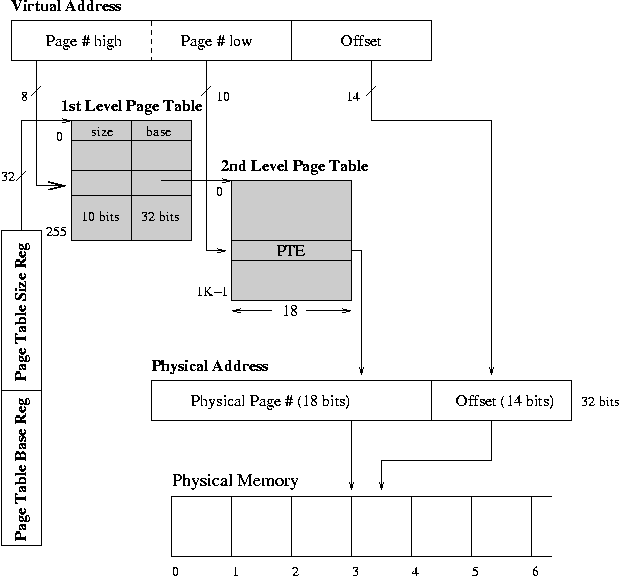 Virtual Address
Page # high
Page # low
Offset
8
10
14
1st Level Page Table
0
size
base
32
2nd Level Page Table
0
10 bits
32 bits
255
PTE
1K-1
18
Page Table Size Reg
Page Table Base Reg
Physical Address
Physical Page # (18 bits)
Offset (14 bits)
32 bits
Physical Memory
0 1 2 3 4 5 6